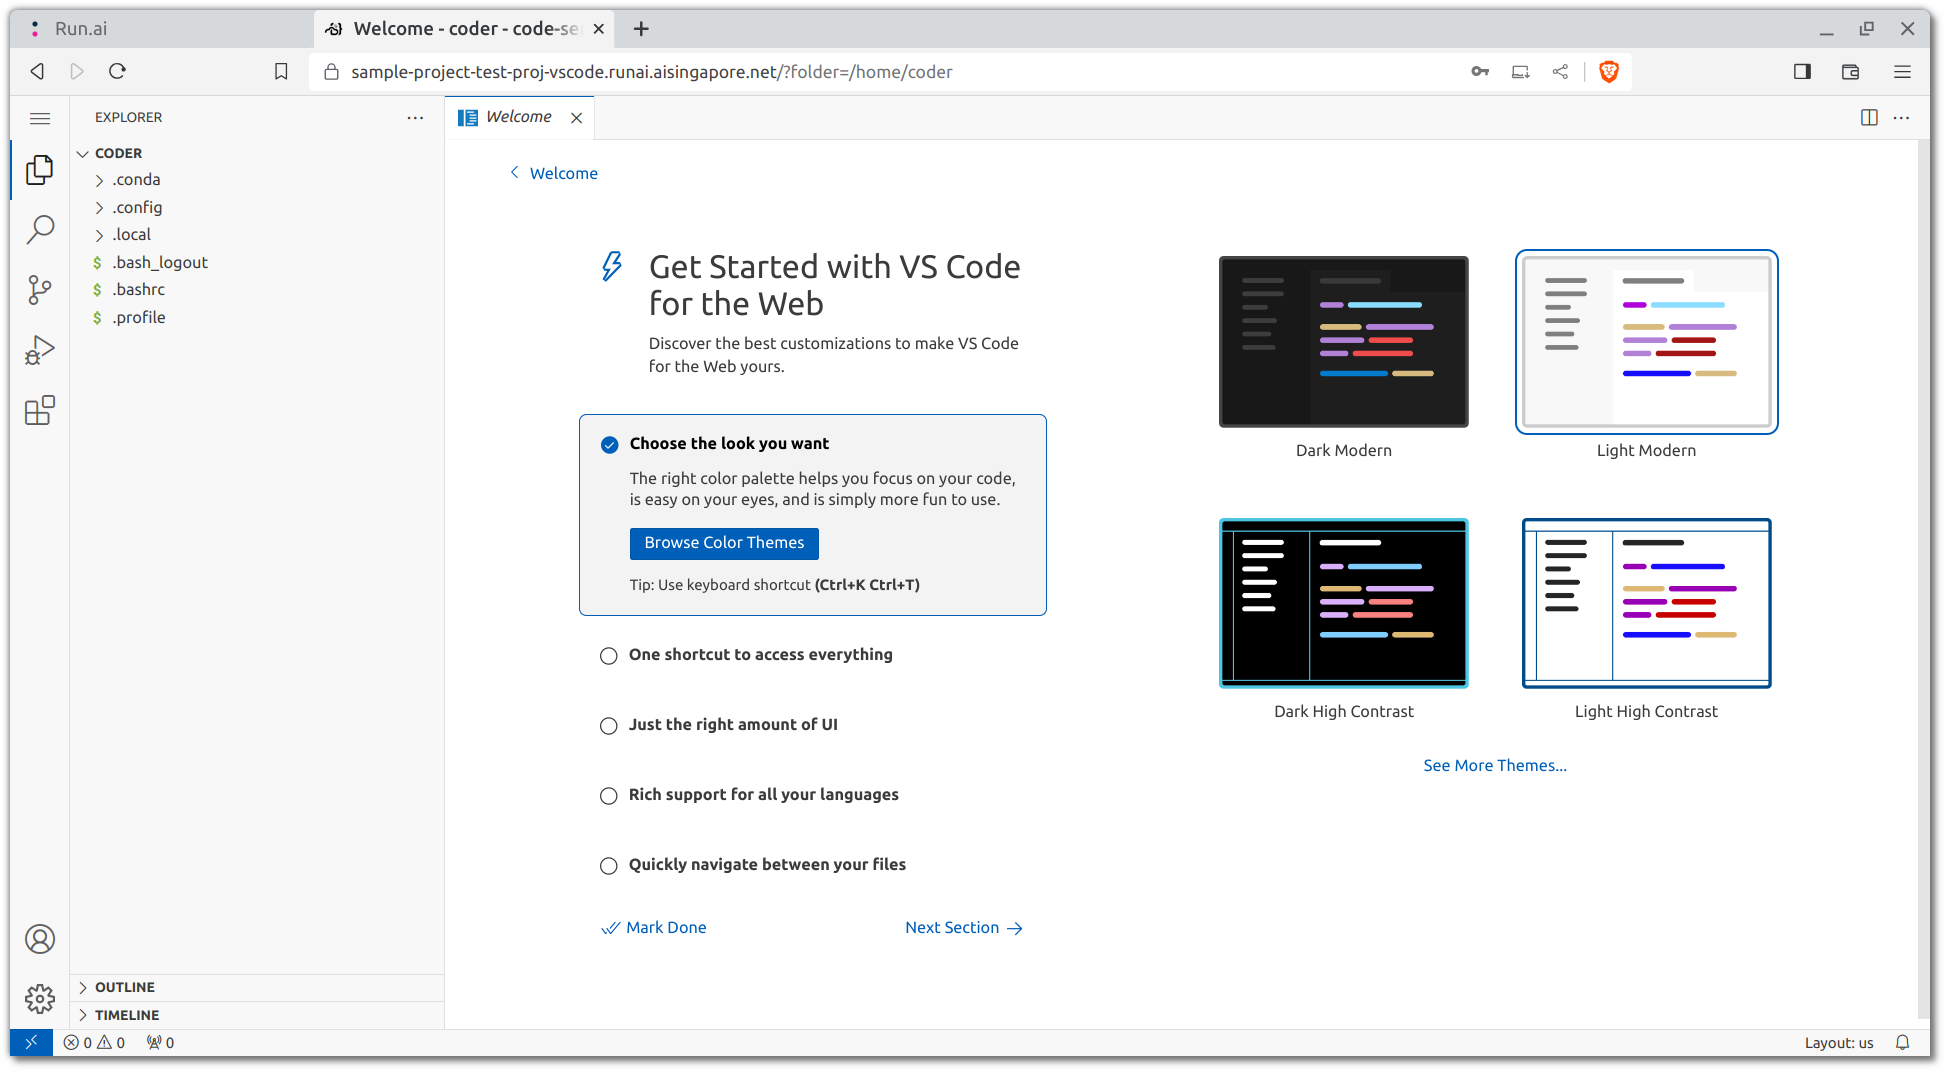 Run.ai
Welcome - coder - code-se
sample-project-test-proj-vscode.runai.aisingapore.net/?folder=/home/coder
EXPLORER
Welcome
CODER
.conda
.config
.local
$ .bash_logout
$ .bashrc
$ .profile
OUTLINE
TIMELINE
Welcome
Get Started with VS Code
for the Web
Discover the best customizations to make VS Code
for the Web yours.
Choose the look you want
The right color palette helps you focus on your code,
is easy on your eyes, and is simply more fun to use.
Browse Color Themes
Tip: Use keyboard shortcut (Ctrl+K Ctrl+T)
One shortcut to access everything
Just the right amount of UI
Rich support for all your languages
Quickly navigate between your files
Mark Done
Next Section
Dark Modern
Light Modern
Dark High Contrast
Light High Contrast
See More Themes...
0 0 0
Layout: us